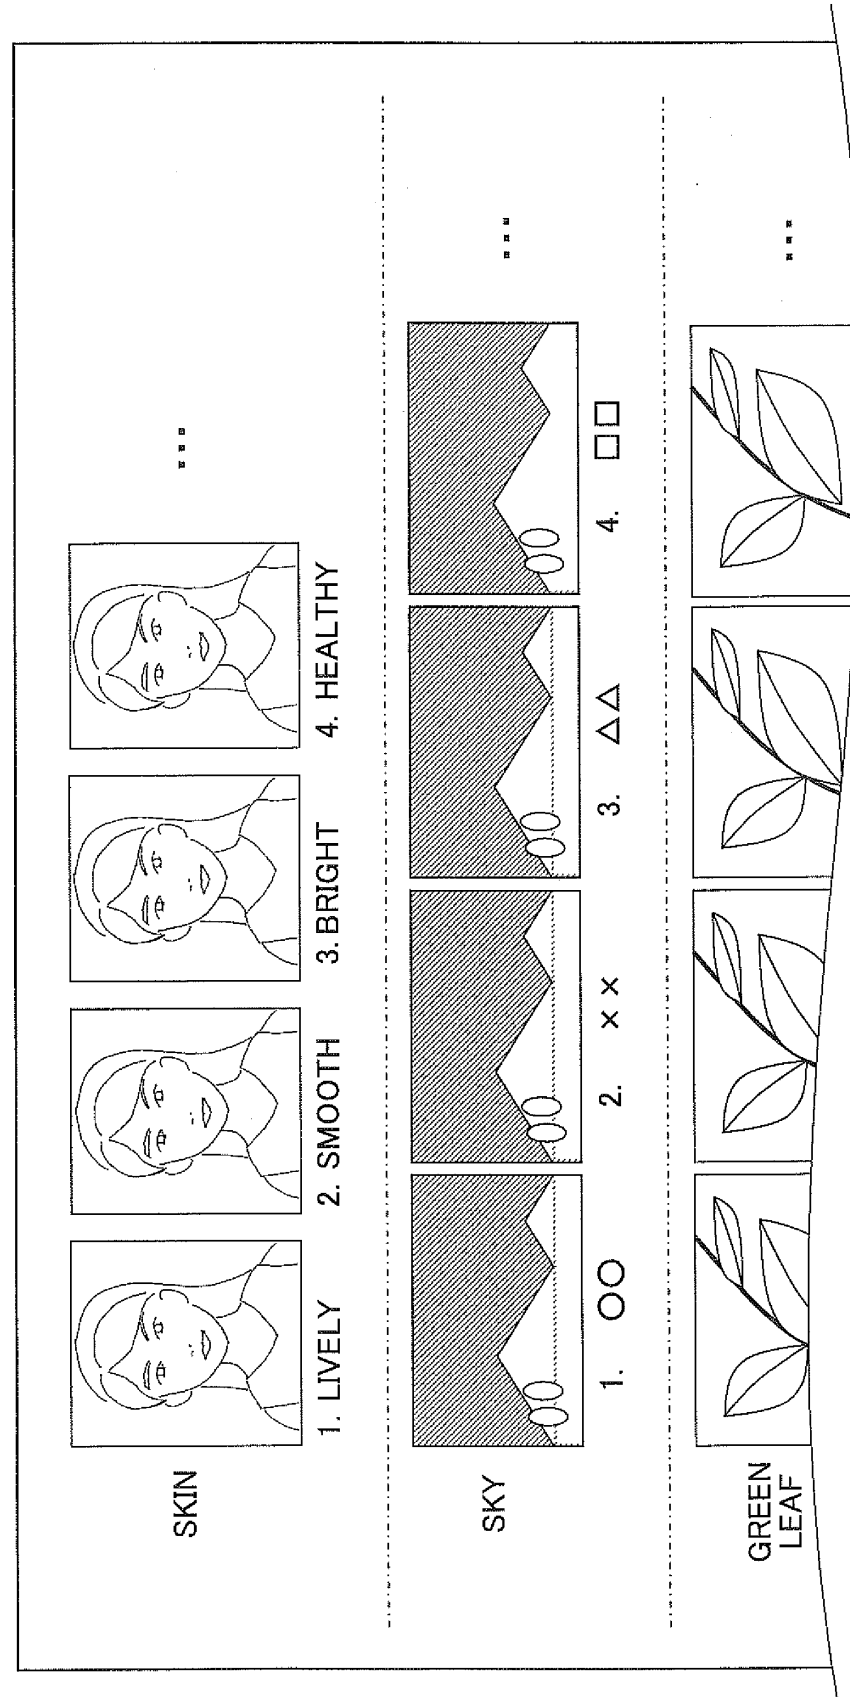 SKIN
1. LIVELY
2. SMOOTH
3. BRIGHT
4. HEALTHY
SKY
1. ○○
2. ××
3. △△
4. □□
GREEN
LEAF